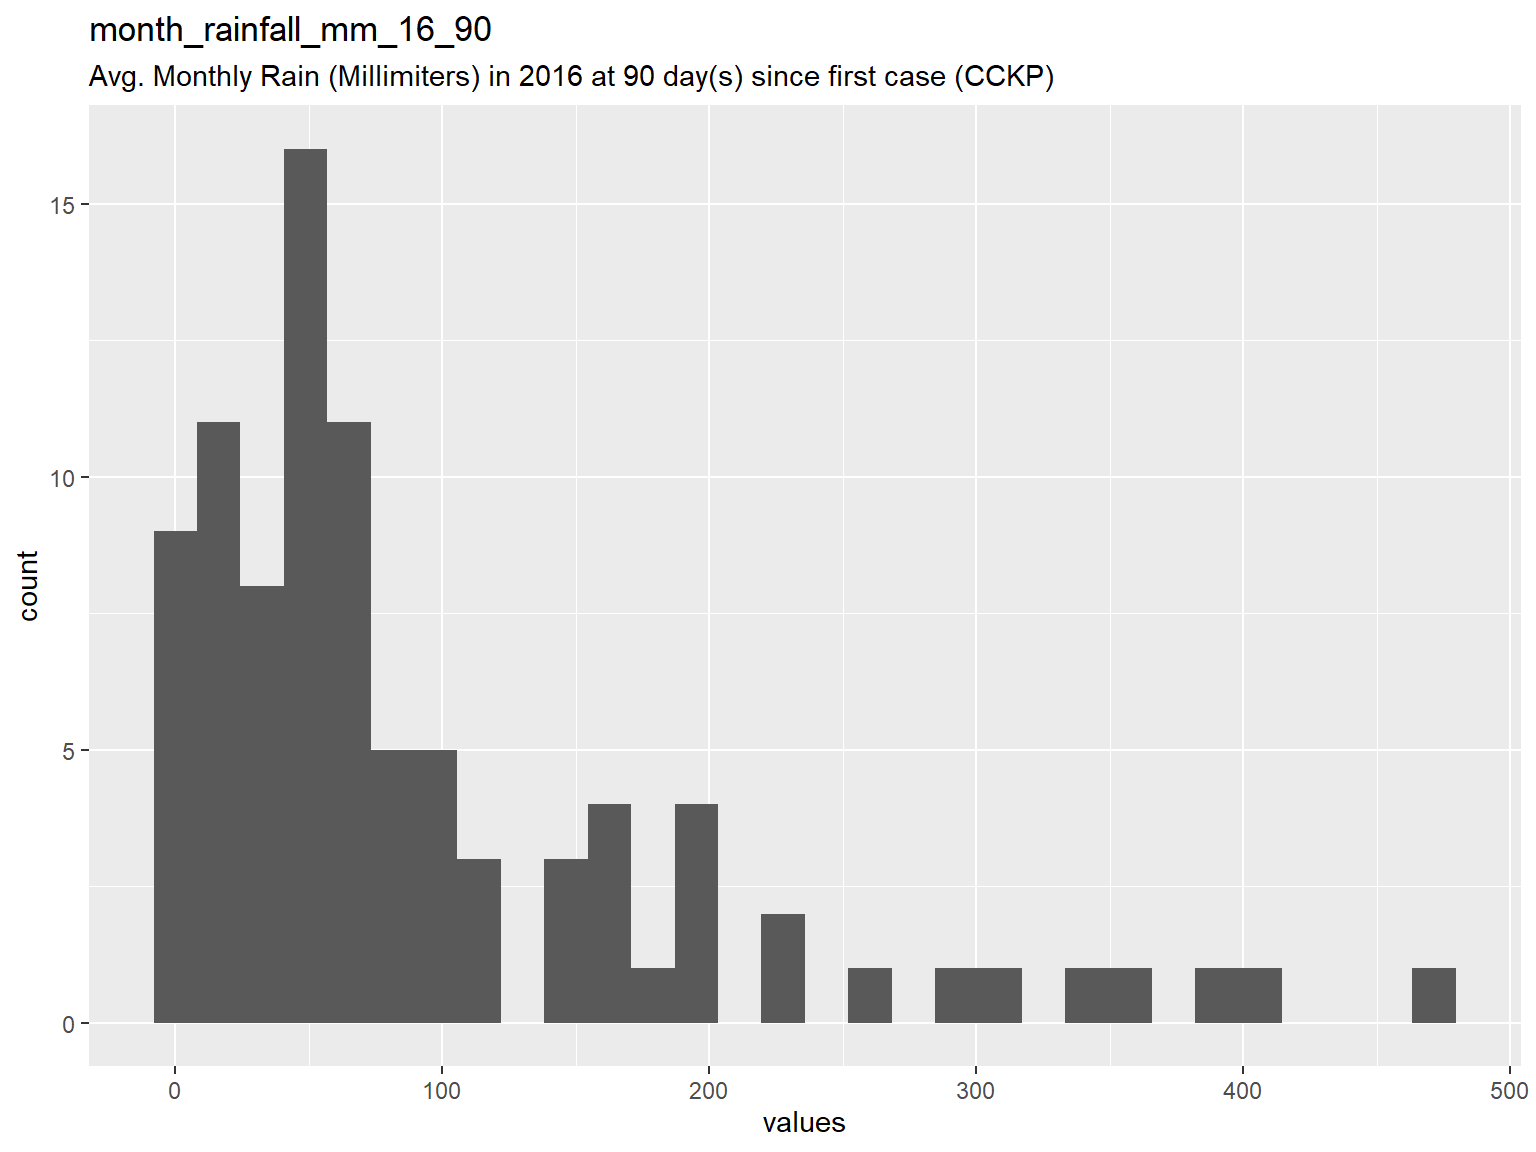 month_rainfall_mm_16_90
Avg. Monthly Rain (Millimiters) in 2016 at 90 day(s) since first case (CCKP)
15
10
5
0
count
0 100 200 300 400 500
values